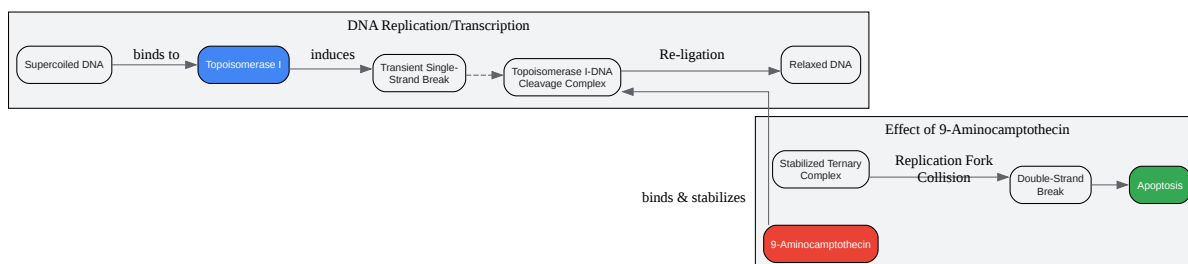 DNA Replication/Transcription
Supercoiled DNA
binds to
Topoisomerase I
induces
Transient Single-
Strand Break
Topoisomerase I-DNA
Cleavage Complex
Re-ligation
Relaxed DNA
Effect of 9-Aminocamptothecin
Stabilized Ternary
Complex
Replication Fork
Collision
Double-Strand
Break
Apoptosis
binds & stabilizes
9-Aminocamptothecin